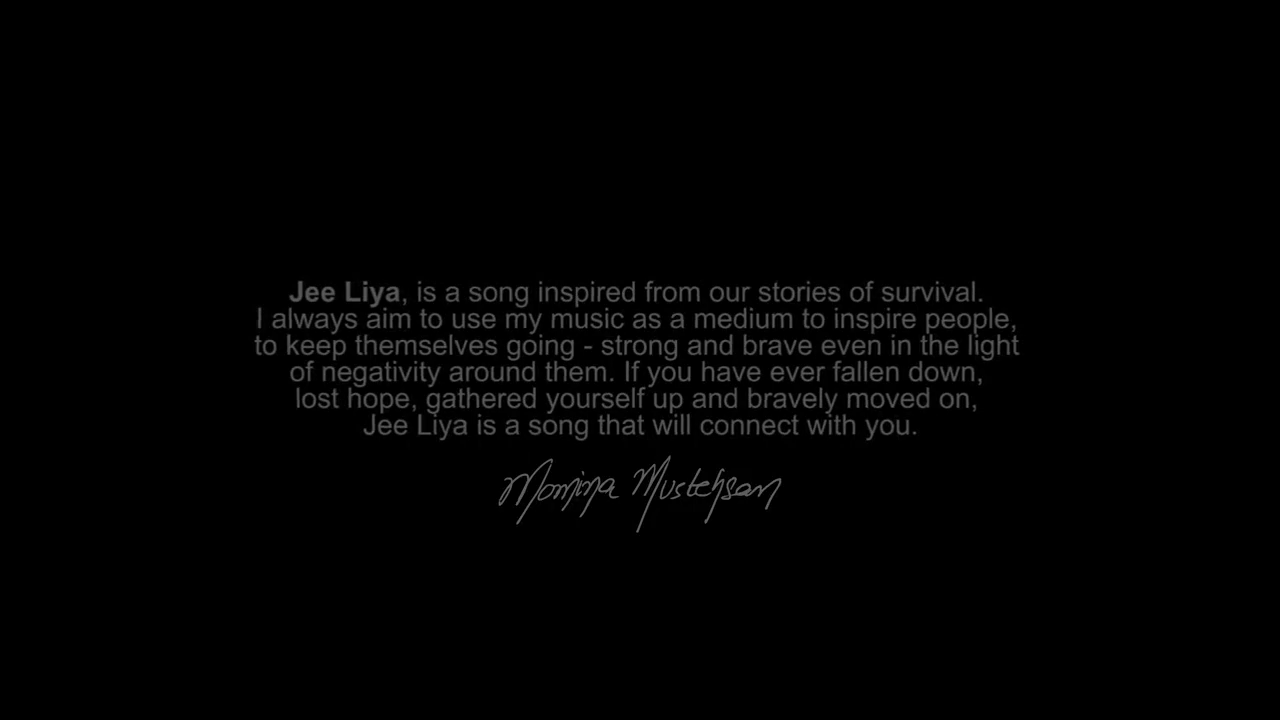 Jee Liya, is a song inspired from our stories of survival.
I always aim to use my music as a medium to inspire people,
to keep themselves going - strong and brave even in the light
of negativity around them. If you have ever fallen down,
lost hope, gathered yourself up and bravely moved on,
Jee Liya is a song that will connect with you.
Momina Mustehsan